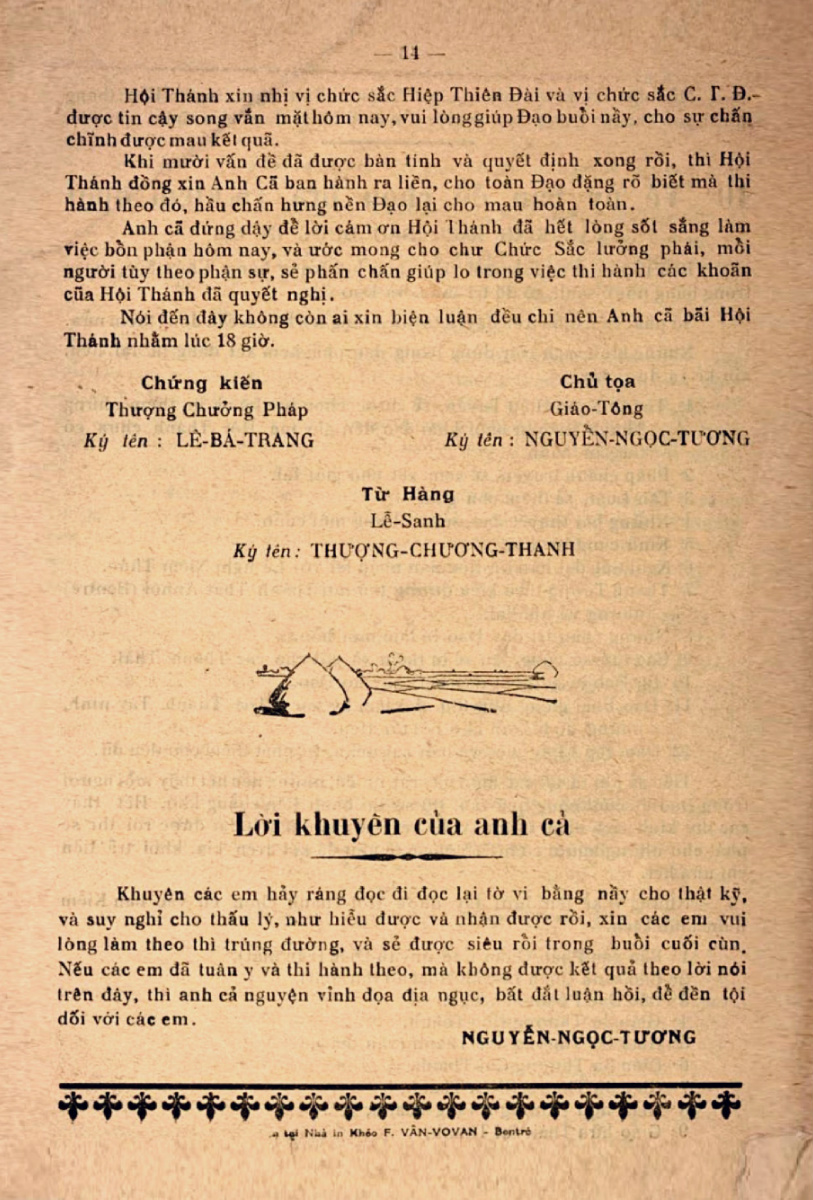 — 14 —
Hội Thánh xin nhị vị chức sắc Hiệp Thiên Đài và vị chức sắc C. T. Đ.-
được tin cậy song vắn mặt hôm nay, vui lòng giúp Đạo buổi nầy, cho sự chấn
chỉnh được mau kết quã.
Khi mười vấn đề đã được bàn tính và quyết định xong rồi, thì Hội
Thánh đồng xin Anh Cã ban hành ra liền, cho toàn Đạo đặng rõ biết mà thi
hành theo đó, hầu chấn hưng nền Đạo lại cho mau hoàn toàn.
Anh cã đứng dậy để lời cám ơn Hội Thánh đã hết lòng sốt sắng làm
việc bổn phận hôm nay, và ước mong cho chư Chức Sắc lưởng phái, mỗi
người tùy theo phận sự, sẻ phấn chấn giúp lo trong việc thi hành các khoãn
cũa Hội Thánh đã quyết nghị.
Nói đến đây không còn ai xin biện luận đều chi nên Anh cã bãi Hội
Thánh nhằm lúc 18 giờ.
Chứng kiến
Thượng Chưởng Pháp
Ký tên : LÊ-BÁ-TRANG
Chủ tọa
Giáo-Tông
Ký tên : NGUYỄN-NGỌC-TƯƠNG
Từ Hàng
Lễ-Sanh
Ký tên : THƯỢNG-CHƯƠNG-THANH
Lời khuyên của anh cả
Khuyên các em hảy ráng đọc đi đọc lại tờ vi bằng nầy cho thật kỹ,
và suy nghỉ cho thấu lý, như hiểu được và nhận được rồi, xin các em vui
lòng làm theo thì trúng đường, và sẻ được siêu rỗi trong buổi cuối cùn.
Nếu các em đã tuân y và thi hành theo, mà không được kết quả theo lời nói
trên đây, thì anh cả nguyện vỉnh đọa địa ngục, bất đắt luận hồi, để đền tội
đối với các em.
NGUYỄN-NGỌC-TƯƠNG
tại Nhà in Khéo F. VÂN-VOVAN - Bentré